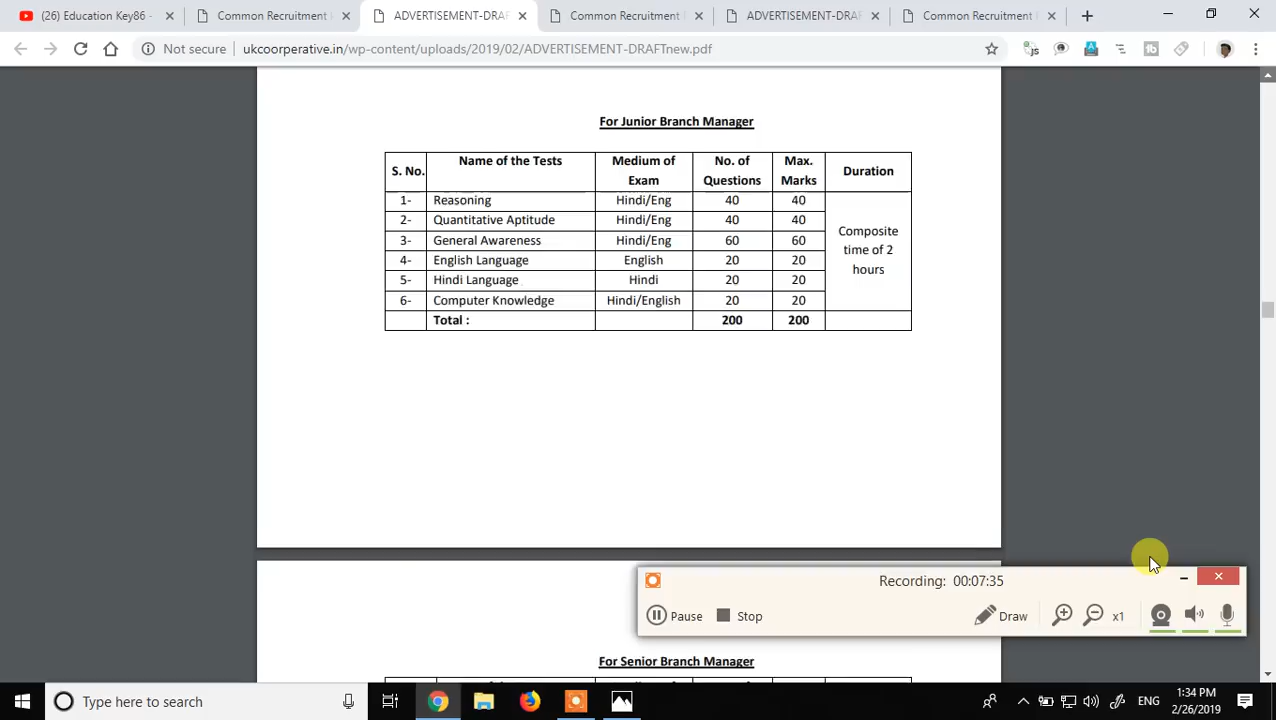 (26) Education Key86 -
Common Recruitment
ADVERTISEMENT-DRAF
Common Recruitment
ADVERTISEMENT-DRAF
Common Recruitment
Not secure
ukcoorperative.in/wp-content/uploads/2019/02/ADVERTISEMENT-DRAFTnew.pdf
For Junior Branch Manager
S. No. Name of the Tests Medium of Exam No. of Questions Max. Marks Duration
1- Reasoning Hindi/Eng 40 40
2- Quantitative Aptitude Hindi/Eng 40 40
3- General Awareness Hindi/Eng 60 60
4- English Language English 20 20
5- Hindi Language Hindi 20 20
6- Computer Knowledge Hindi/English 20 20
Composite
time of 2
hours
Total : 200 200
Recording: 00:07:35
Pause Stop Draw x1
For Senior Branch Manager
Type here to search
ENG
1:34 PM
2/26/2019